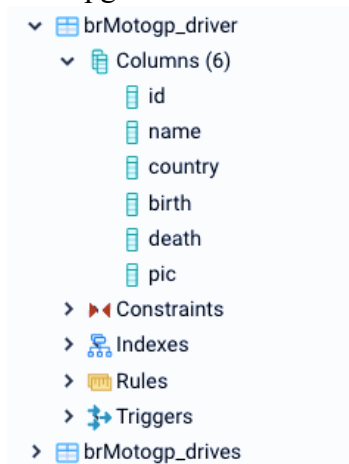 brMotogp_driver
Columns (6)
id
name
country
birth
death
pic
Constraints
Indexes
Rules
Triggers
brMotogp_drives